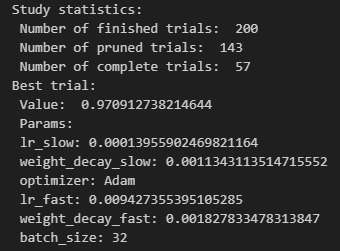 Study statistics:
Number of finished trials:  200
Number of pruned trials:  143
Number of complete trials:  57
Best trial:
Value:  0.970912738214644
Params:
lr_slow: 0.00013955902469821164
weight_decay_slow: 0.0011343113514715552
optimizer: Adam
lr_fast: 0.009427355395105285
weight_decay_fast: 0.001827833478313847
batch_size: 32